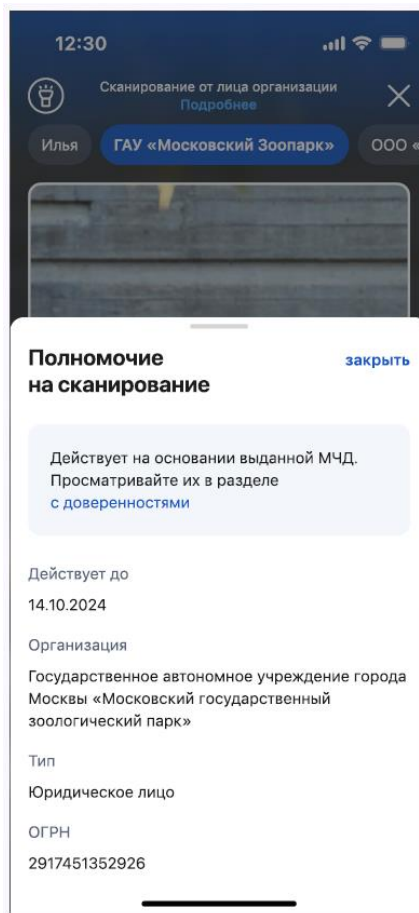 12:30
Сканирование от лица организации
Подробнее
Илья
ГАУ «Московский Зоопарк»
ООО «
Полномочие
на сканирование
закрыть
Действует на основании выданной МЧД.
Просматривайте их в разделе
с доверенностями
Действует до
14.10.2024
Организация
Государственное автономное учреждение города
Москвы «Московский государственный
зоологический парк»
Тип
Юридическое лицо
ОГРН
2917451352926